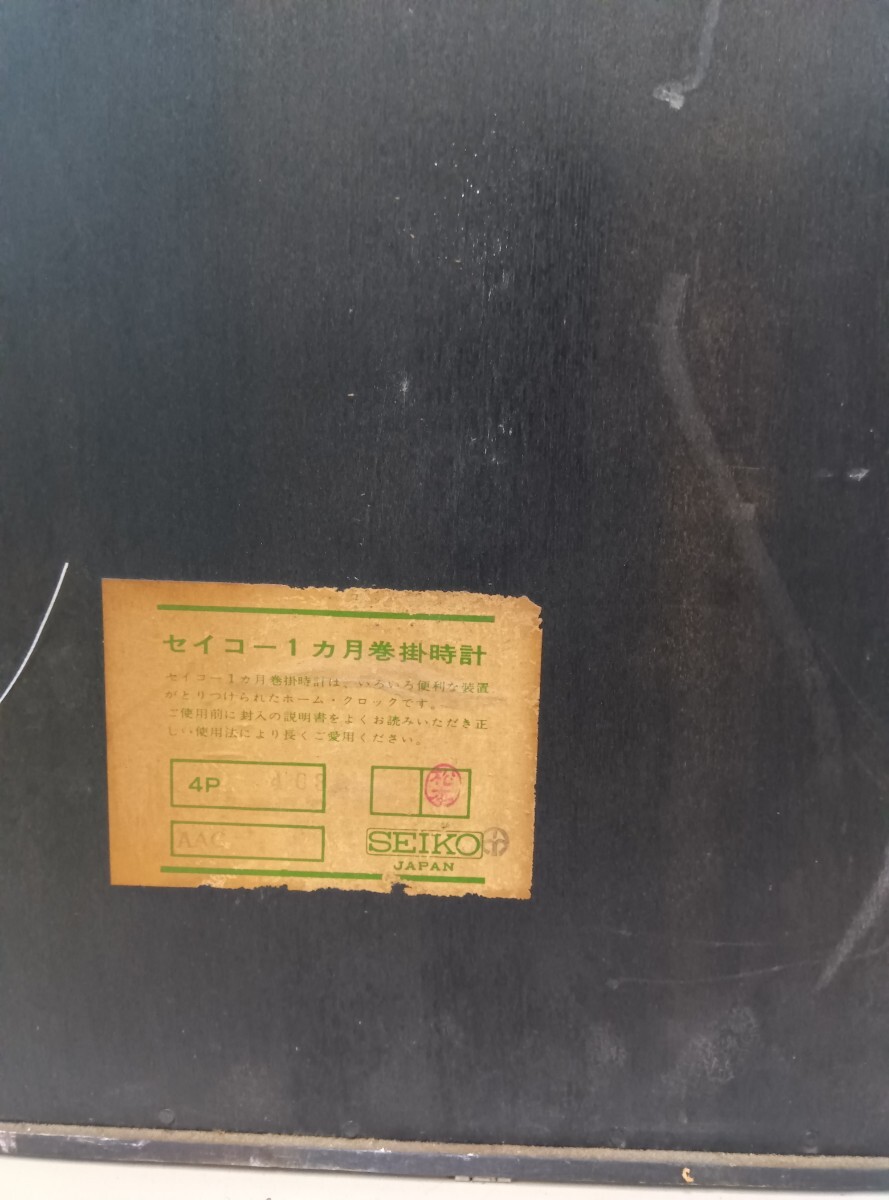 セイコー1カ月巻掛時計
セイコー1カ月巻掛時計は、いろいろ便利な装置
がとりつけられたホーム・クロックです。
ご使用前に封入の説明書をよくお読みいただき正
しい使用法により長くご愛用ください。
4P
AAC
SEIKO
JAPAN